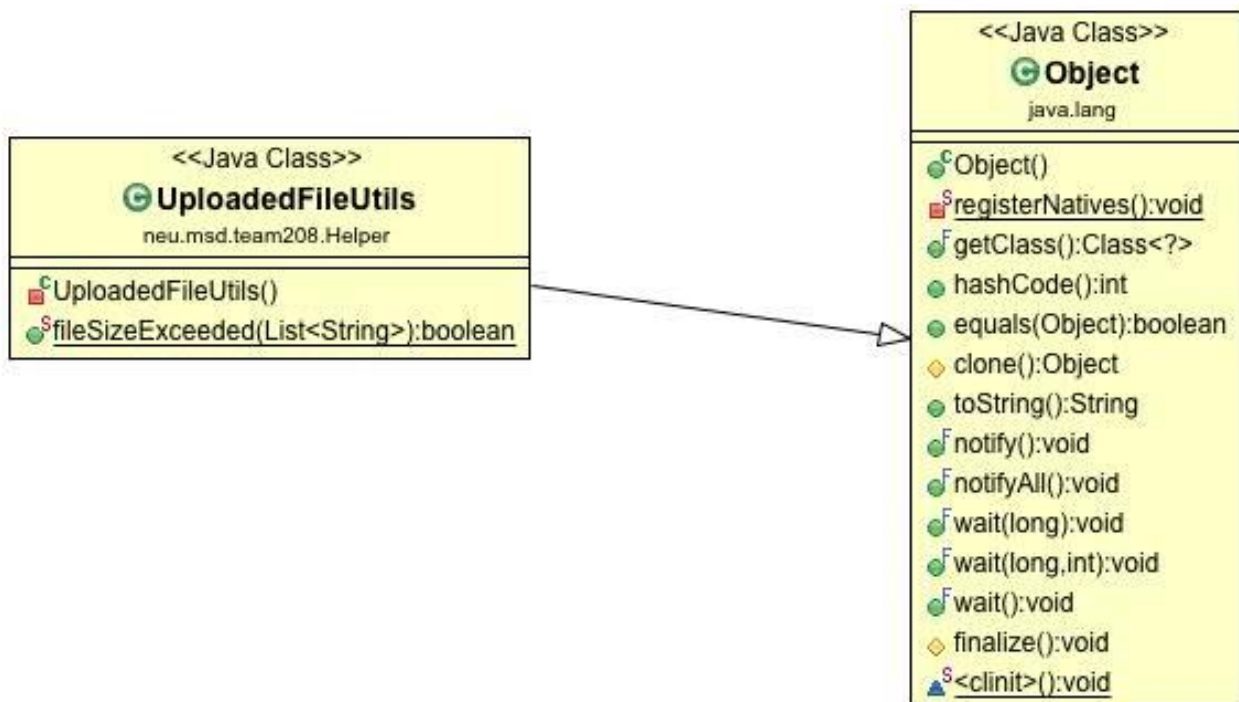 <<Java Class>>
C UploadedFileUtils
neu.msd.team208.Helper
C UploadedFileUtils()
S fileSizeExceeded(List<String>):boolean
<<Java Class>>
C Object
java.lang
C Object()
S registerNatives():void
F getClass():Class<?>
hashCode():int
equals(Object):boolean
clone():Object
toString():String
F notify():void
F notifyAll():void
F wait(long):void
F wait(long,int):void
F wait():void
finalize():void
S <clinit>():void